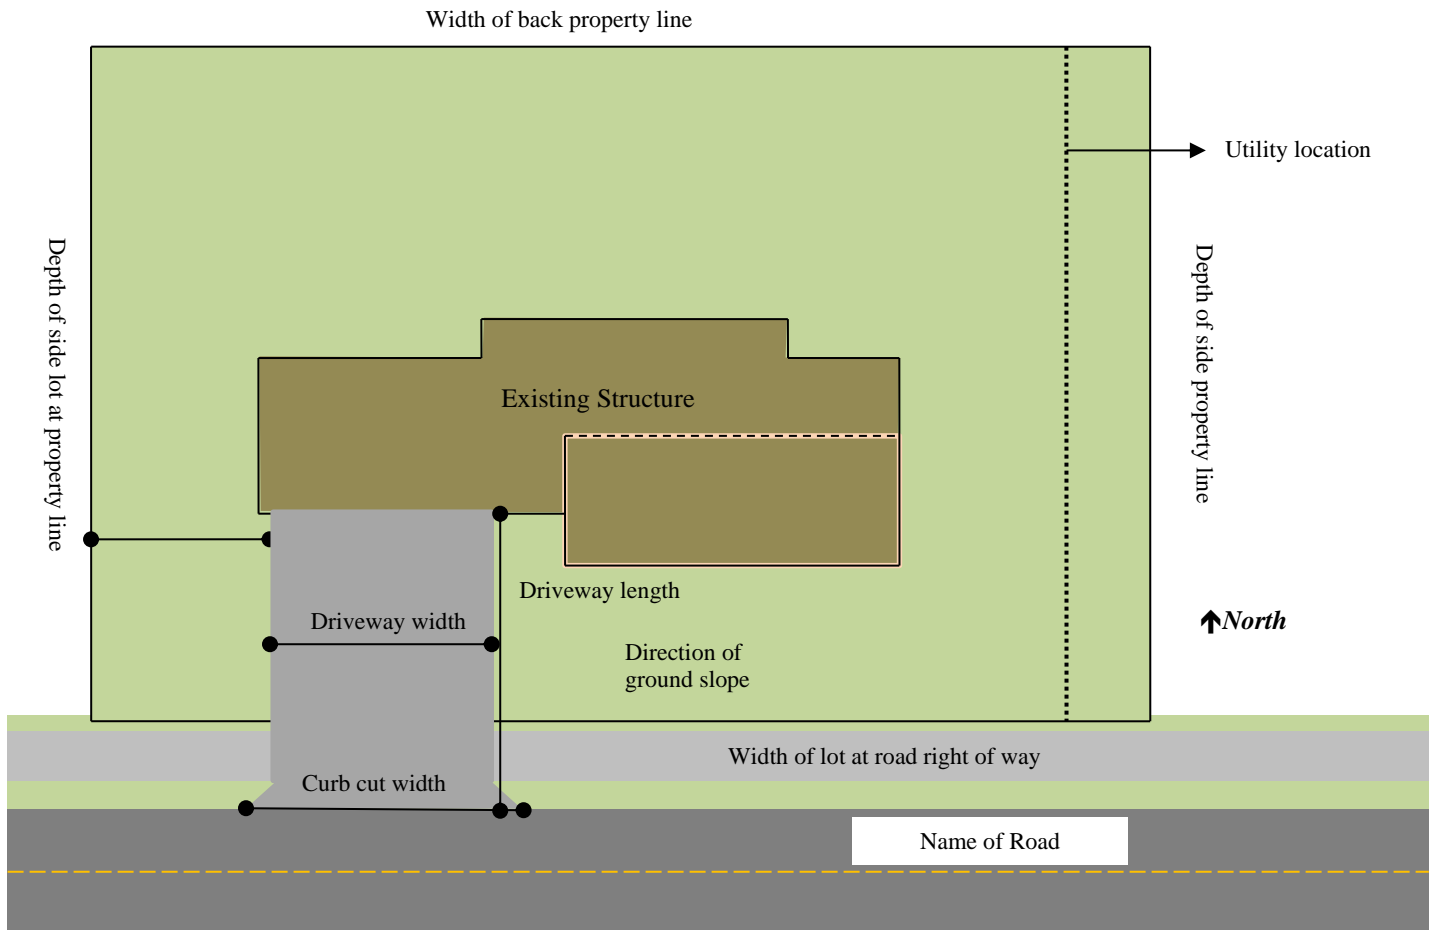 Width of back property line
Utility location
Depth of side lot at property line
Depth of side property line
Existing Structure
Driveway length
Driveway width
North
Direction of
ground slope
Width of lot at road right of way
Curb cut width
Name of Road